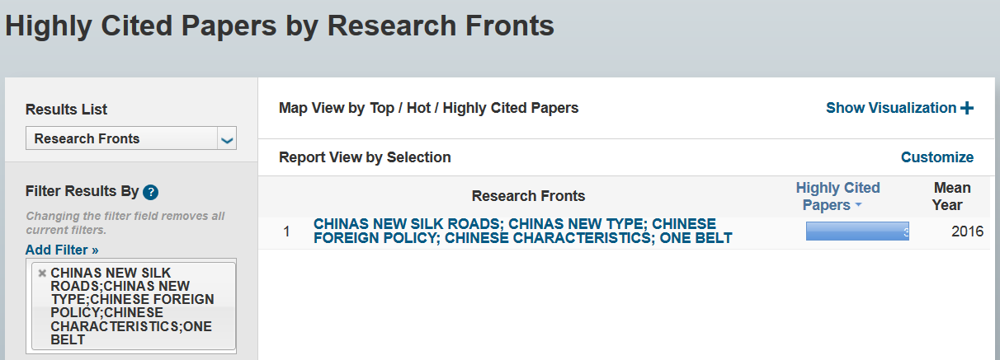 Highly Cited Papers by Research Fronts
Results List
Research Fronts
Filter Results By ?
Changing the filter field removes all
current filters.
Add Filter »
× CHINAS NEW SILK
ROADS;CHINAS NEW
TYPE;CHINESE FOREIGN
POLICY;CHINESE
CHARACTERISTICS;ONE
BELT
Map View by Top / Hot / Highly Cited Papers
Show Visualization +
Report View by Selection
Customize
Research Fronts
Highly Cited
Papers
Mean
Year
1
CHINAS NEW SILK ROADS; CHINAS NEW TYPE; CHINESE
FOREIGN POLICY; CHINESE CHARACTERISTICS; ONE BELT
3
2016